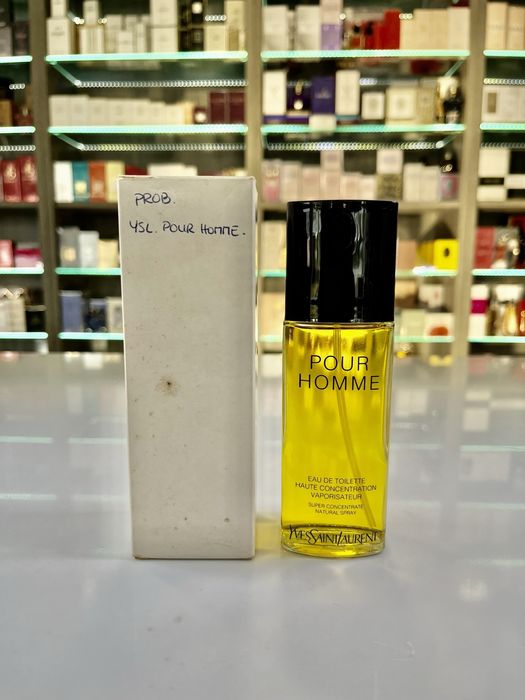 PROB.
YSL. POUR HOMME.
POUR
HOMME
EAU DE TOILETTE
HAUTE CONCENTRATION
VAPORISATEUR
SUPER CONCENTRATE
NATURAL SPRAY
YVESSAINTLAURENT